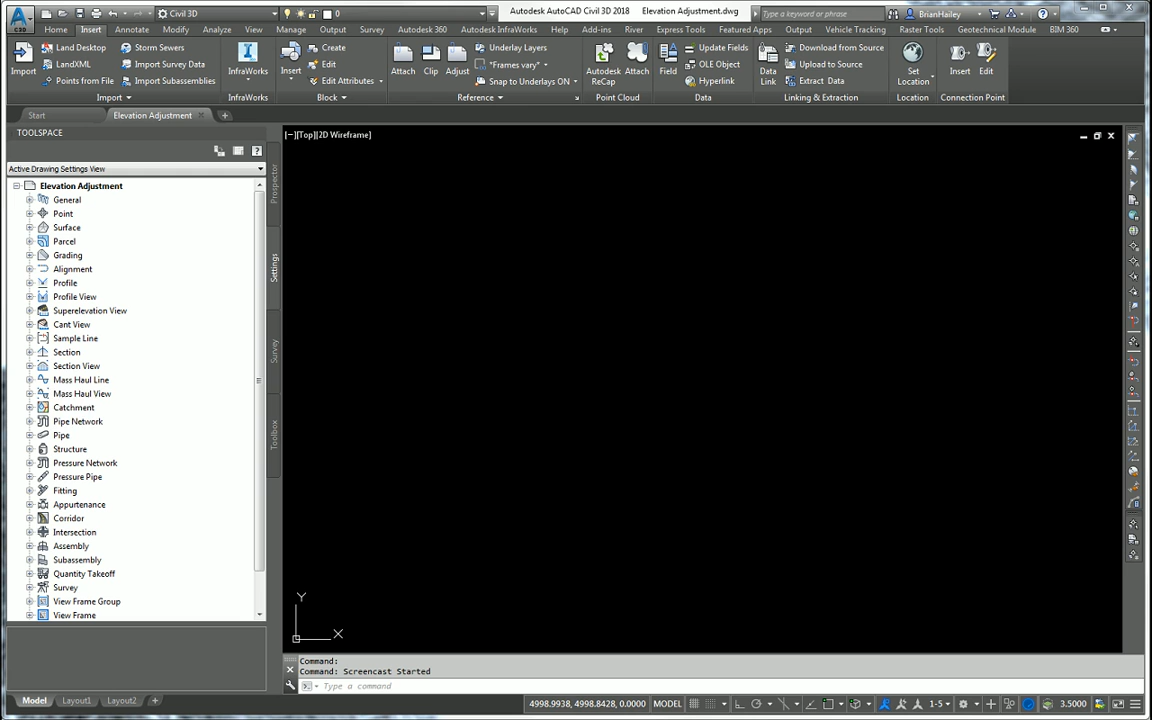 Civil 3D
0
Autodesk AutoCAD Civil 3D 2018 Elevation Adjustment.dwg
Type a keyword or phrase
BrianHailey
C3D
Home Insert Annotate Modify Analyze View Manage Output Survey Autodesk 360 Autodesk InfraWorks Help Add-ins River Express Tools Featured Apps Output Vehicle Tracking Raster Tools Geotechnical Module BIM 360
Import
Land Desktop
LandXML
Points from File
Storm Sewers
Import Survey Data
Import Subassemblies
Import
InfraWorks
InfraWorks
Insert
Create
Edit
Edit Attributes
Block
Attach
Clip
Adjust
Underlay Layers
*Frames vary*
Snap to Underlays ON
Reference
Autodesk ReCap
Attach
Point Cloud
Field
Update Fields
OLE Object
Hyperlink
Data
Data Link
Download from Source
Upload to Source
Extract Data
Linking & Extraction
Set Location
Location
Insert
Edit
Connection Point
Start
Elevation Adjustment
TOOLSPACE
Active Drawing Settings View
Elevation Adjustment
General
Point
Surface
Parcel
Grading
Alignment
Profile
Profile View
Superelevation View
Cant View
Sample Line
Section
Section View
Mass Haul Line
Mass Haul View
Catchment
Pipe Network
Pipe
Structure
Pressure Network
Pressure Pipe
Fitting
Appurtenance
Corridor
Intersection
Assembly
Subassembly
Quantity Takeoff
Survey
View Frame Group
View Frame
Prospector
Settings
Survey
Toolbox
[−][Top][2D Wireframe]
Y
X
Command:
Command: Screencast Started
Type a command
Model Layout1 Layout2
4998.9938, 4998.8428, 0.0000 MODEL
1-5
3.5000